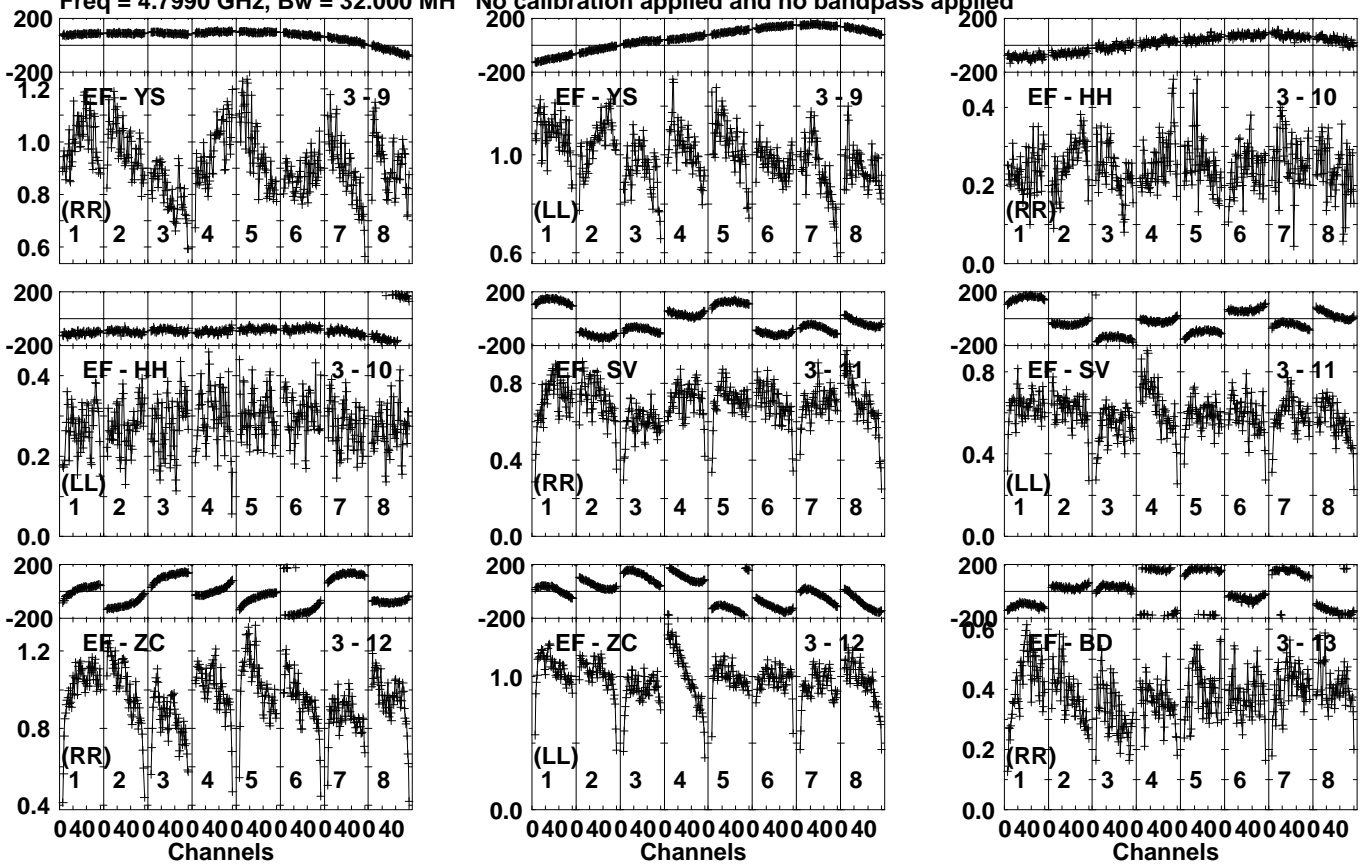 Freq = 4.7990 GHz, Bw = 32.000 MH No calibration applied and no bandpass applied
200 200 200
-200 -200 -200
1.2 EF - YS 3 - 9 EF - YS 3 - 9 EF - HH 3 - 10
0.4
1.0 1.0
0.8 0.2
(RR) (LL) (RR)
1 2 3 4 5 6 7 8 1 2 3 4 5 6 7 8 1 2 3 4 5 6 7 8
0.6 0.6
0.0
200 200 200
-200 -200 -200
EF - HH 3 - 10 EF - SV 3 - 11 EF - SV 3 - 11
0.4 0.8 0.8
0.2 0.4 0.4
(LL) (RR) (LL)
1 2 3 4 5 6 7 8 1 2 3 4 5 6 7 8 1 2 3 4 5 6 7 8
0.0 0.0 0.0
200 200 200
-200 -200 -200
0.6
EF - ZC 3 - 12 EF - ZC 3 - 12 EF - BD 3 - 13
1.2
1.0 0.4
0.8
(RR) (LL) 0.2 (RR)
1 2 3 4 5 6 7 8 1 2 3 4 5 6 7 8 1 2 3 4 5 6 7 8
0.4 0.0 0.0
0 40 0 40 0 40 0 40 0 40 0 40 0 40 0 40 0 40 0 40 0 40 0 40 0 40 0 40 0 40 0 40 0 40 0 40 0 40 0 40 0 40 0 40 0 40 0 40
Channels Channels Channels